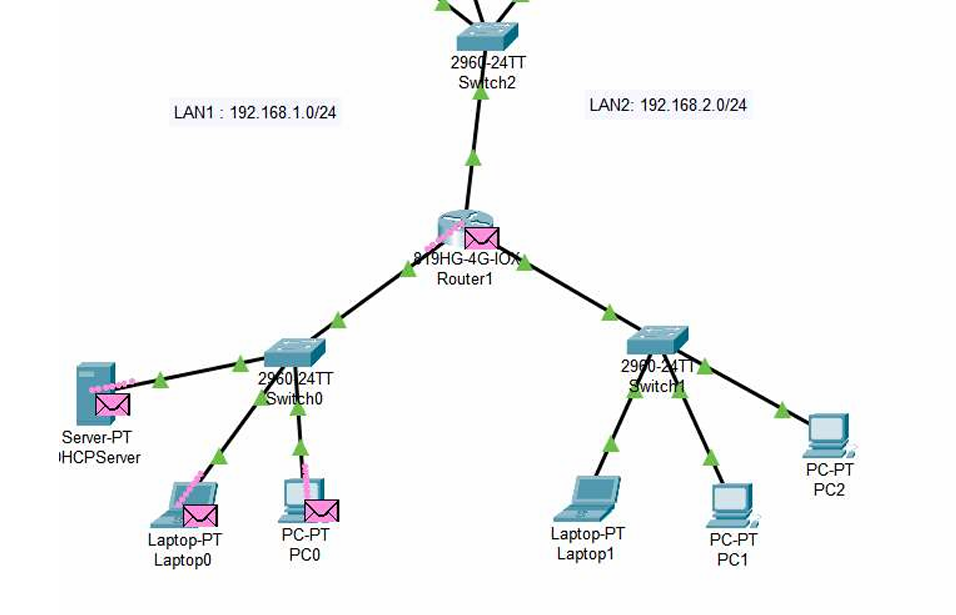 2960-24TT
Switch2
LAN1 : 192.168.1.0/24
LAN2: 192.168.2.0/24
819HG-4G-IOX
Router1
2960-24TT
Switch0
2960-24TT
Switch1
Server-PT
HCPServer
Laptop-PT
Laptop0
PC-PT
PC0
Laptop-PT
Laptop1
PC-PT
PC1
PC-PT
PC2